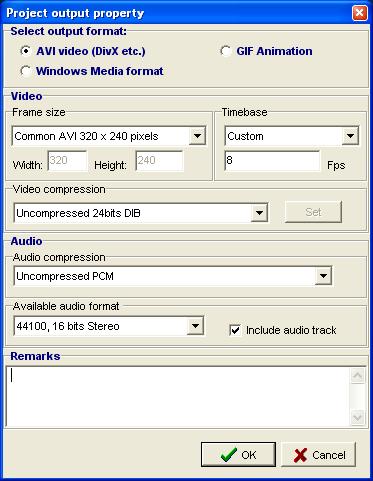 Project output property
Select output format:
AVI video (DivX etc.)
GIF Animation
Windows Media format
Video
Frame size
Common AVI 320 x 240 pixels
Width: 320 Height: 240
Timebase
Custom
8 Fps
Video compression
Uncompressed 24bits DIB
Set
Audio
Audio compression
Uncompressed PCM
Available audio format
44100, 16 bits Stereo
Include audio track
Remarks
OK
Cancel